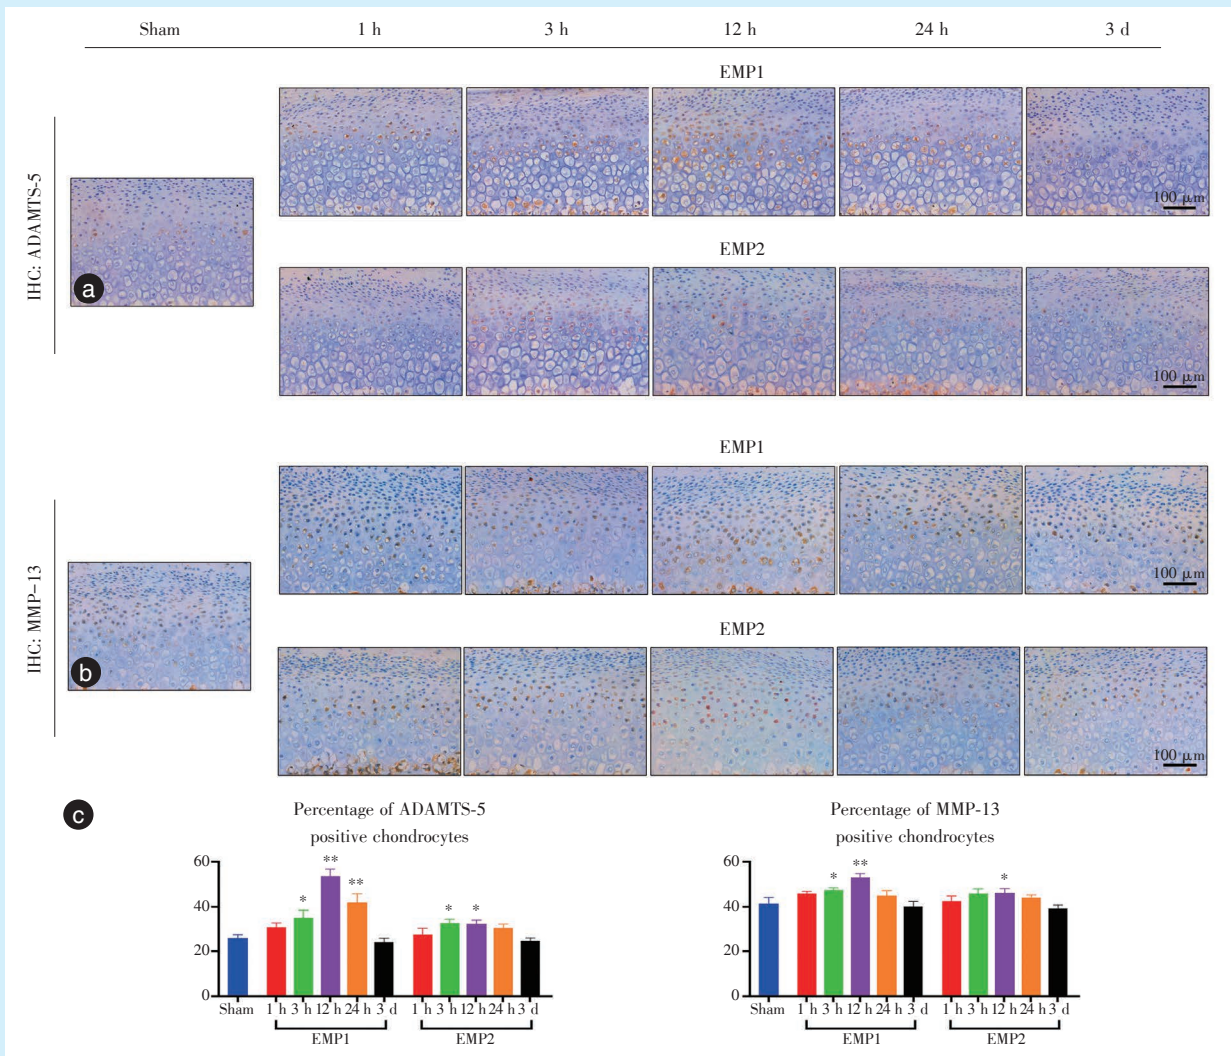 Sham 1 h 3 h 12 h 24 h 3 d
EMP1
IHC: ADAMTS-5
100 μm
a
EMP2
100 μm
EMP1
IHC: MMP-13
100 μm
b
EMP2
100 μm
c
Percentage of ADAMTS-5
positive chondrocytes
60
40
20
0
* ** ** * *
Sham 1 h 3 h 12 h 24 h 3 d 1 h 3 h 12 h 24 h 3 d
EMP1 EMP2
Percentage of MMP-13
positive chondrocytes
60
40
20
0
* ** *
Sham 1 h 3 h 12 h 24 h 3 d 1 h 3 h 12 h 24 h 3 d
EMP1 EMP2